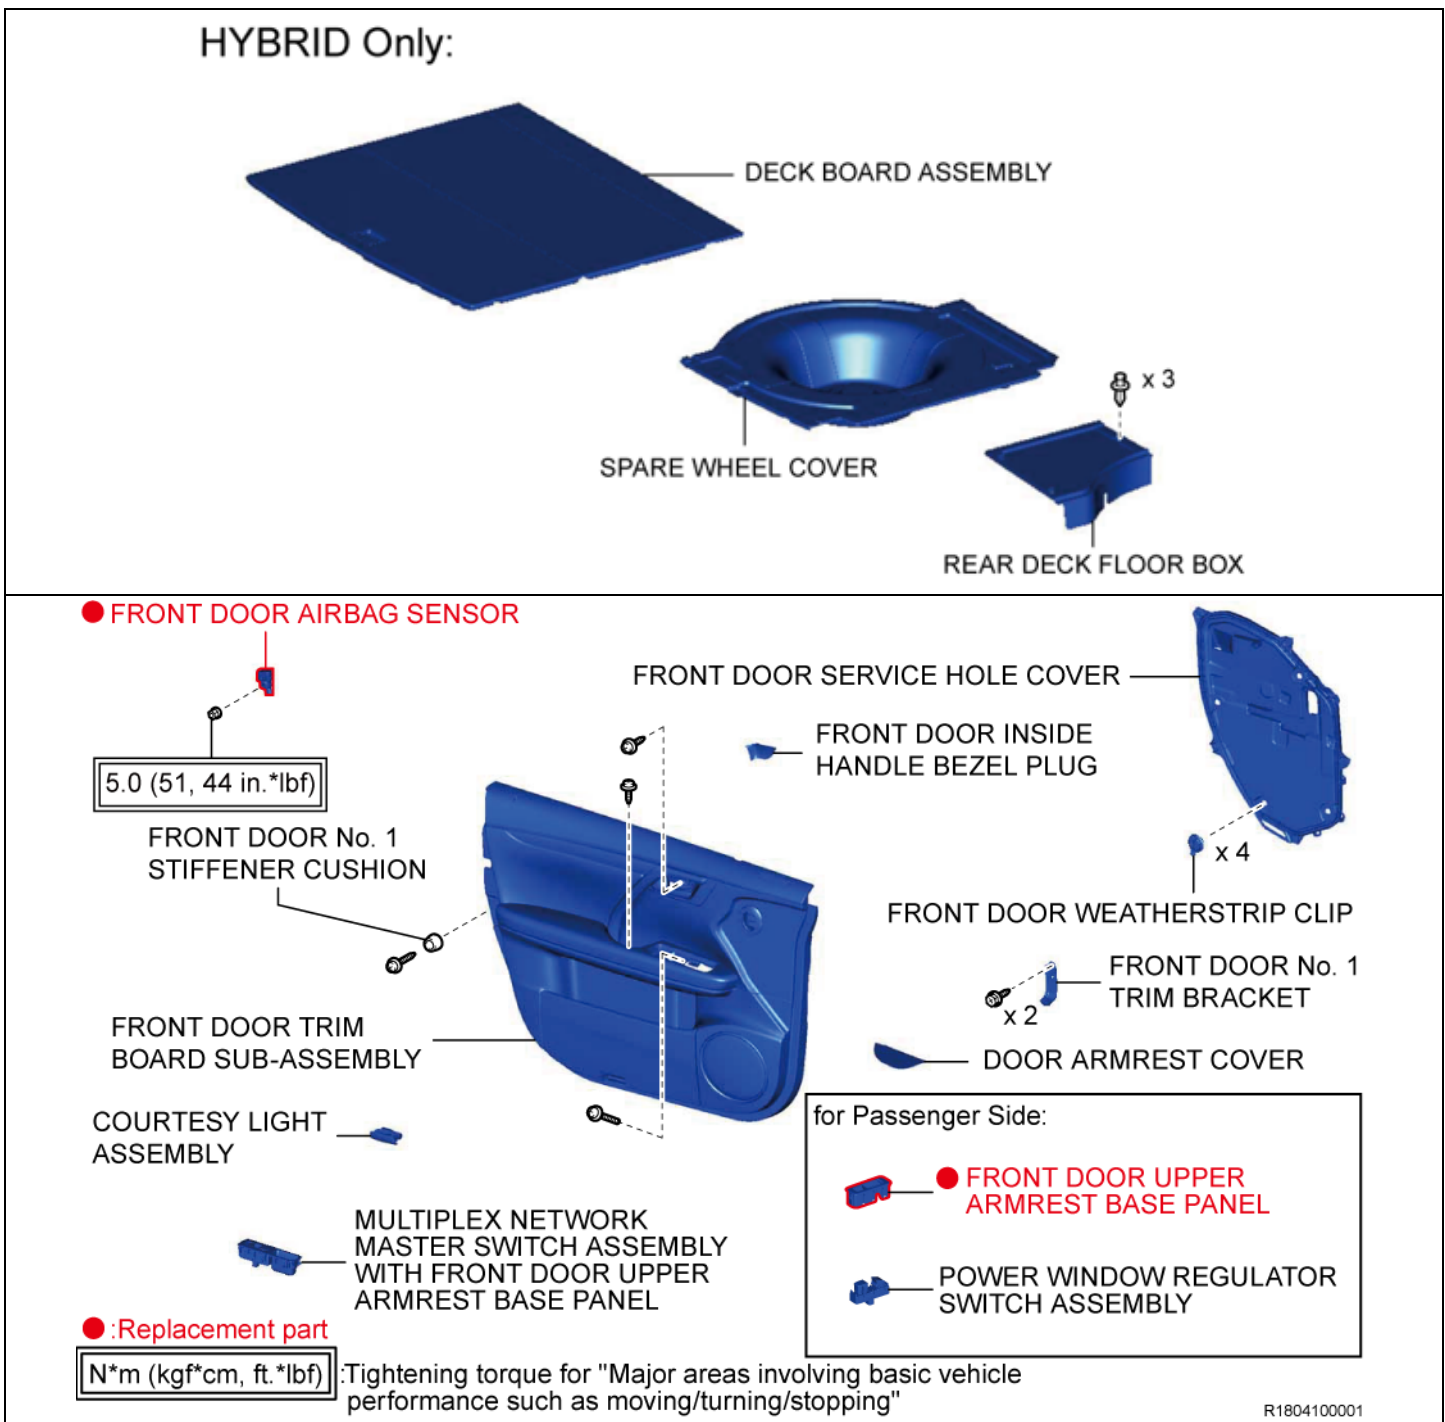 HYBRID Only:
DECK BOARD ASSEMBLY
x 3
SPARE WHEEL COVER
REAR DECK FLOOR BOX
FRONT DOOR AIRBAG SENSOR
FRONT DOOR SERVICE HOLE COVER
FRONT DOOR INSIDE
HANDLE BEZEL PLUG
5.0 (51, 44 in.*lbf)
FRONT DOOR No. 1
STIFFENER CUSHION
x 4
FRONT DOOR WEATHERSTRIP CLIP
FRONT DOOR No. 1
TRIM BRACKET
x 2
FRONT DOOR TRIM
BOARD SUB-ASSEMBLY
DOOR ARMREST COVER
COURTESY LIGHT
ASSEMBLY
for Passenger Side:
FRONT DOOR UPPER
ARMREST BASE PANEL
MULTIPLEX NETWORK
MASTER SWITCH ASSEMBLY
WITH FRONT DOOR UPPER
ARMREST BASE PANEL
POWER WINDOW REGULATOR
SWITCH ASSEMBLY
:Replacement part
N*m (kgf*cm, ft.*lbf) :Tightening torque for "Major areas involving basic vehicle
performance such as moving/turning/stopping"
R1804100001